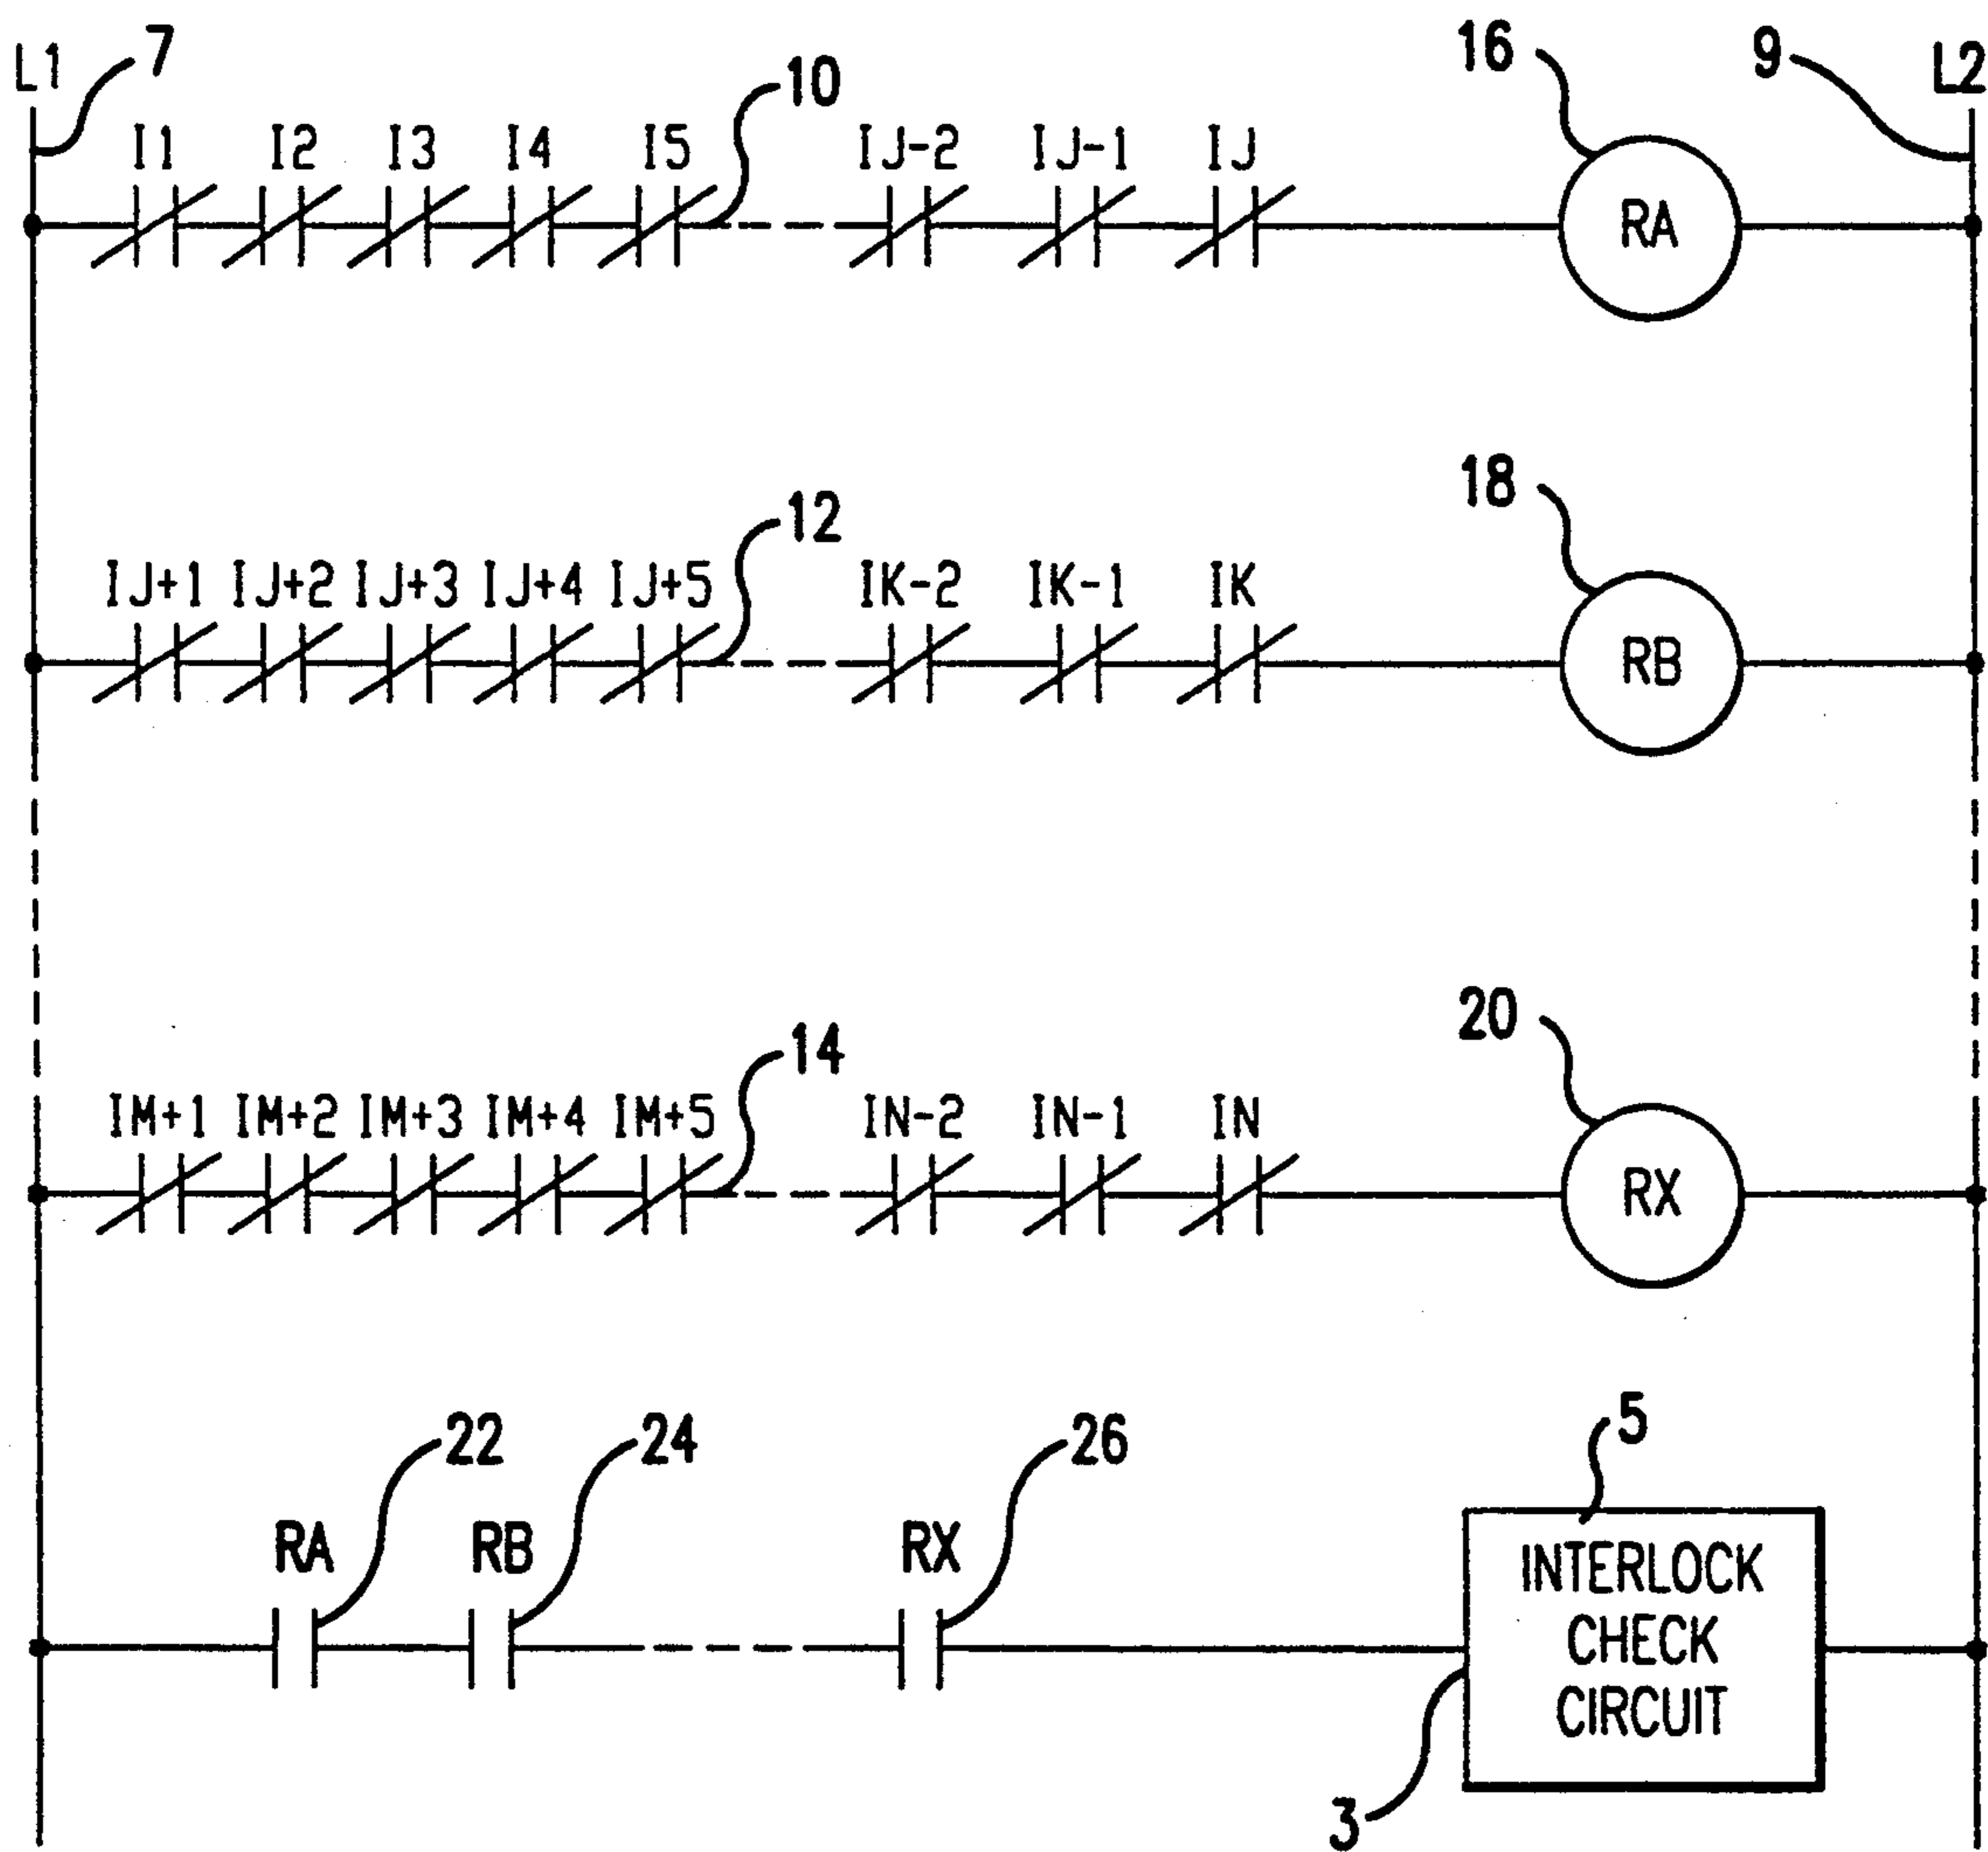 L1 7 10 16 9 L2
I1 I2 I3 I4 I5 IJ-2 IJ-1 IJ
RA
12 18
IJ+1 IJ+2 IJ+3 IJ+4 IJ+5 IK-2 IK-1 IK
RB
14 20
IM+1 IM+2 IM+3 IM+4 IM+5 IN-2 IN-1 IN
RX
22 24 26 5
RA RB RX
INTERLOCK
CHECK
CIRCUIT
3